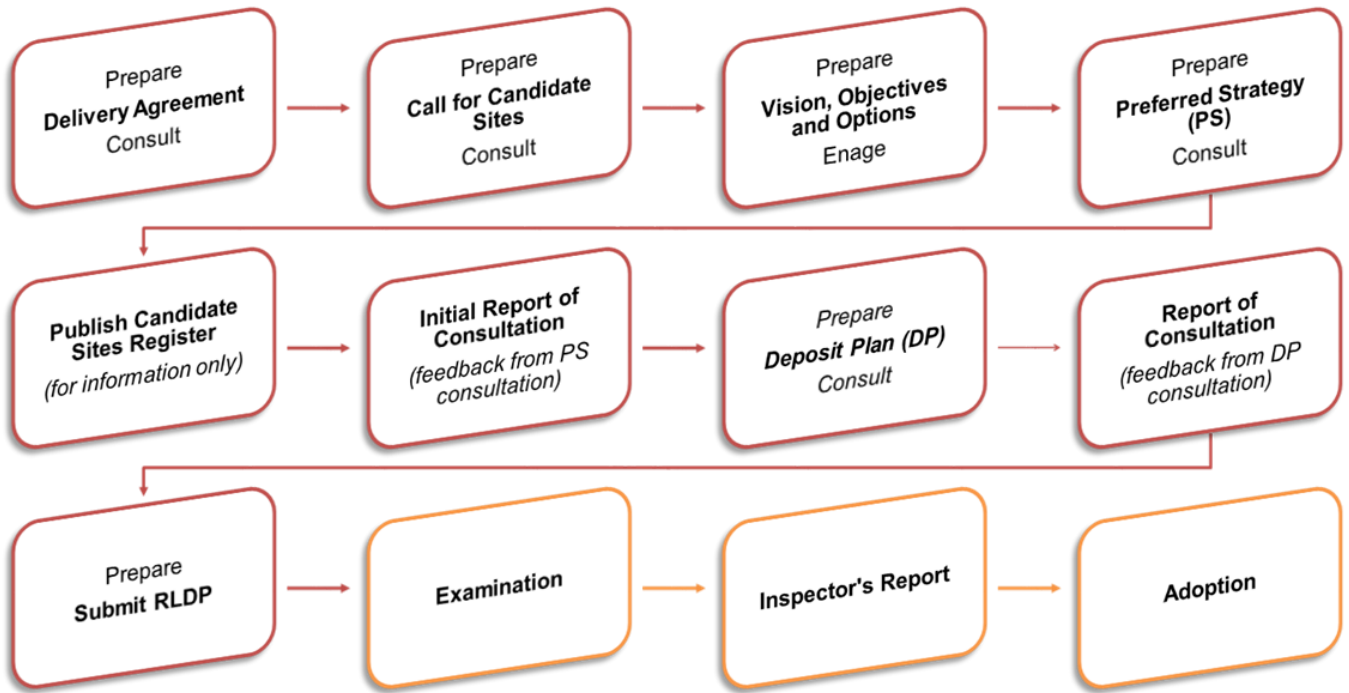 Prepare
Delivery Agreement
Consult
Prepare
Call for Candidate
Sites
Consult
Prepare
Vision, Objectives
and Options
Enage
Prepare
Preferred Strategy
(PS)
Consult
Publish Candidate
Sites Register
(for information only)
Initial Report of
Consultation
(feedback from PS
consultation)
Prepare
Deposit Plan (DP)
Consult
Report of
Consultation
(feedback from DP
consultation)
Prepare
Submit RLDP
Examination
Inspector's Report
Adoption